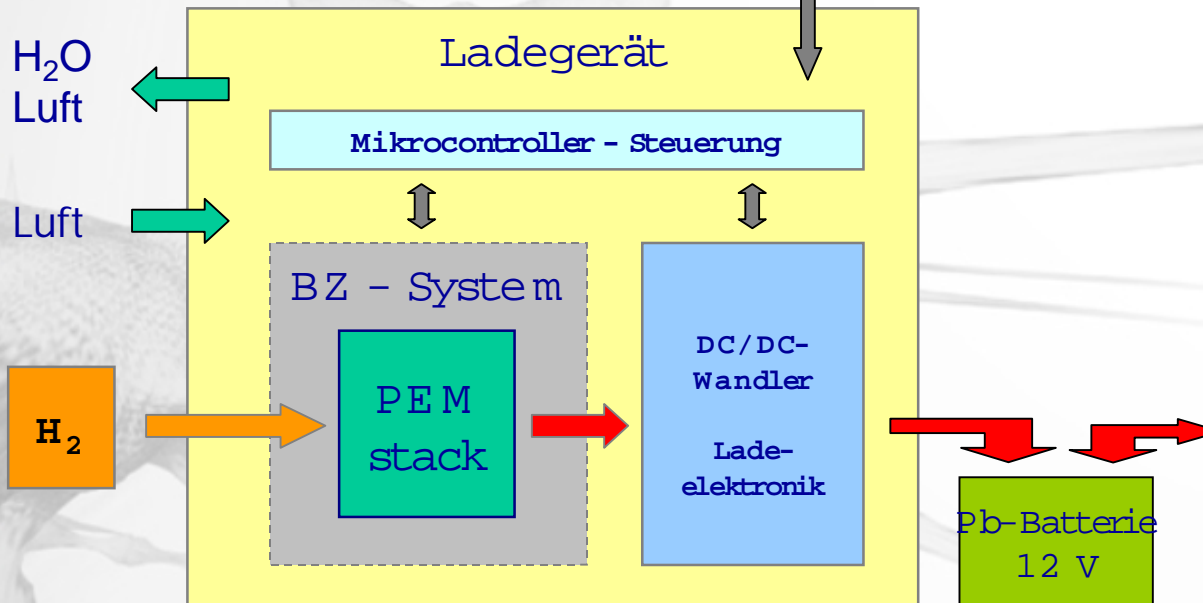 H₂O
Luft
Ladegerät
Mikrocontroller - Steuerung
Luft
BZ - System
PEM
stack
DC/DC-
Wandler
Lade-
elektronik
H₂
Pb-Batterie
12 V